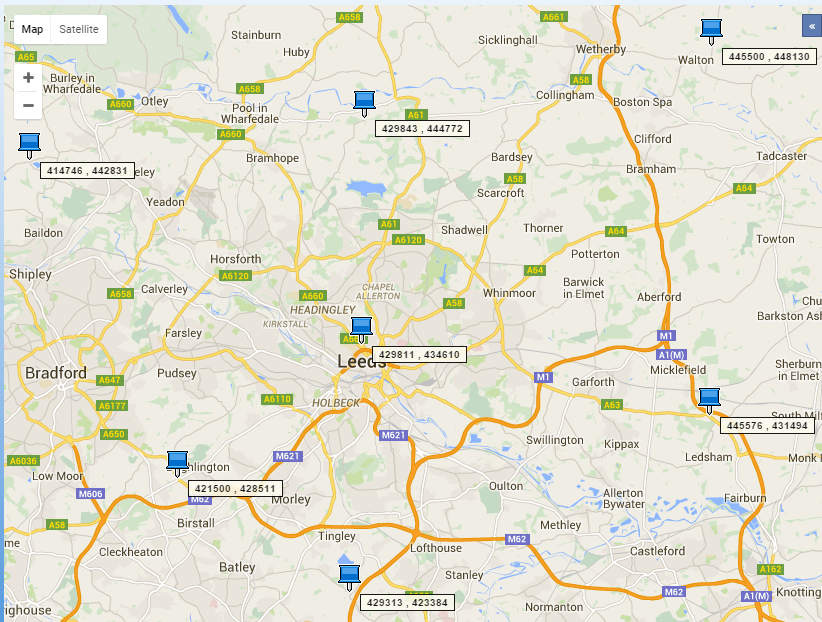 A658
A661
Map
Satellite
«
Stainburn
Sicklinghall
Wetherby
Huby
Walton
445500 , 448130
A65
+
Burley in
Wharfedale
A658
A58
Collingham
Boston Spa
−
A660
Otley
Pool in
Wharfedale
A61
429843 , 444772
A660
Clifford
Bramhope
Bardsey
Tadcaster
414746 , 442831
eley
Bramham
A58
A64
Scarcroft
Yeadon
A61
Shadwell
Thorner
A64
Baildon
A6120
Towton
Horsforth
Potterton
Shipley
A6120
A64
Barwick
in Elmet
Calverley
A658
CHAPEL
ALLERTON
A660
Whinmoor
Aberford
A58
HEADINGLEY
Barkston Ash
KIRKSTALL
Farsley
M1
429811 , 434610
A1(M)
Leeds
Micklefield
Sherburn
in Elmet
Bradford
Pudsey
M1
A647
Garforth
A6110
HOLBECK
A63
A6177
South Mi
445576 , 431494
A650
M621
Swillington
Kippax
M621
Ledsham
Monk
A6036
Low Moor
421500 , 428511
Oulton
M606
M62
Morley
Allerton
Bywater
Fairburn
A58
Birstall
Methley
Tingley
M62
Lofthouse
Cleckheaton
Castleford
Batley
Stanley
A162
M62
Knotting
429313 , 423384
A1(M)
Normanton
ighouse